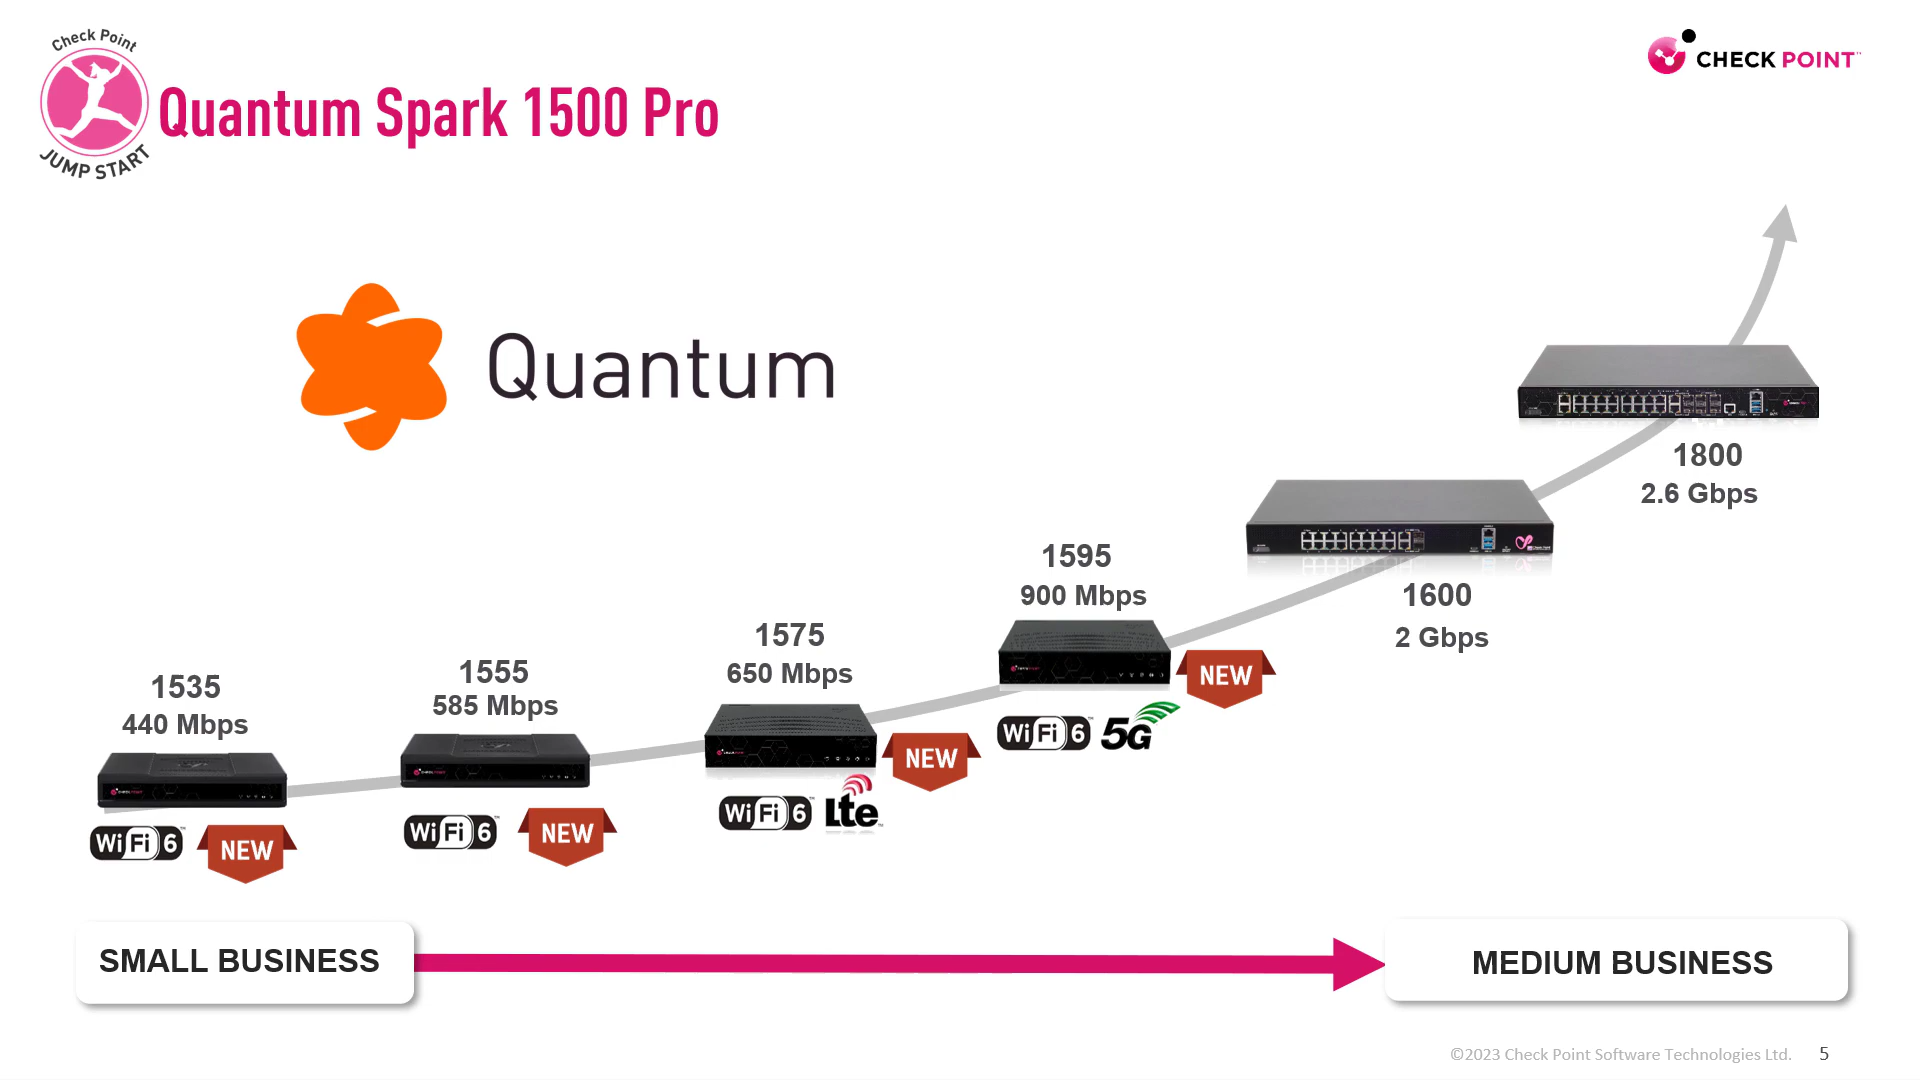 Check Point
JUMP START
CHECK POINT
Quantum Spark 1500 Pro
Quantum
1800
2.6 Gbps
1595
900 Mbps
1600
2 Gbps
1575
650 Mbps
1555
585 Mbps
1535
440 Mbps
NEW
WiFi 6 5G
NEW
WiFi 6 Lte
WiFi 6 NEW
WiFi 6 NEW
SMALL BUSINESS
MEDIUM BUSINESS
©2023 Check Point Software Technologies Ltd. 5